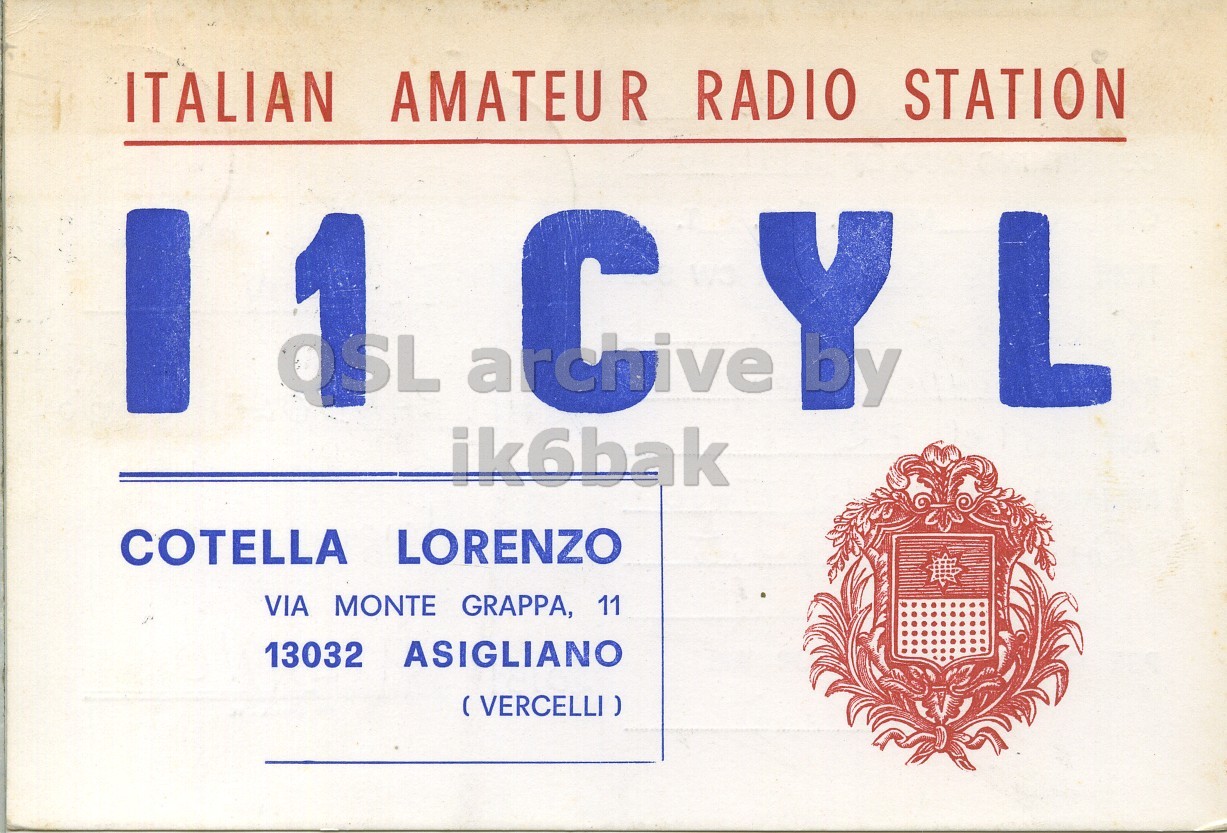 ITALIAN AMATEUR RADIO STATION
I1CYL
QSL archive by
ik6bak
COTELLA LORENZO
VIA MONTE GRAPPA, 11
13032 ASIGLIANO
( VERCELLI )